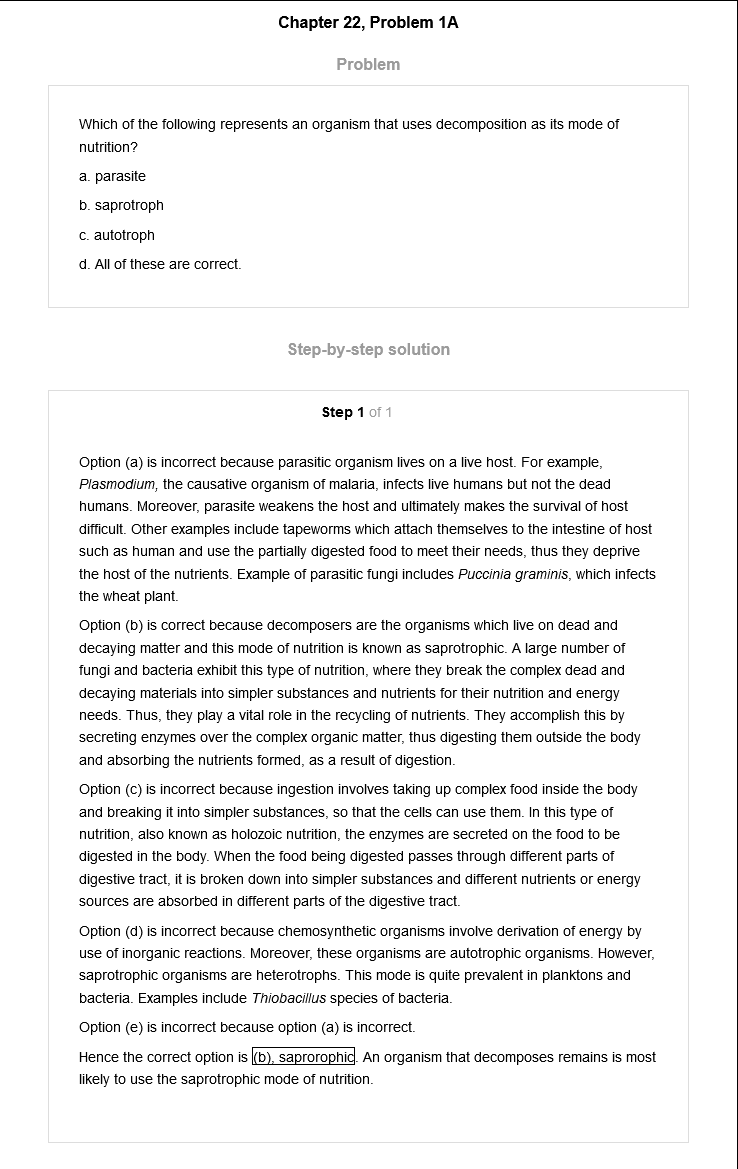 Chapter 22, Problem 1A
Problem
Which of the following represents an organism that uses decomposition as its mode of
nutrition?
a. parasite
b. saprotroph
c. autotroph
d. All of these are correct.
Step-by-step solution
Step 1 of 1
Option (a) is incorrect because parasitic organism lives on a live host. For example,
Plasmodium, the causative organism of malaria, infects live humans but not the dead
humans. Moreover, parasite weakens the host and ultimately makes the survival of host
difficult. Other examples include tapeworms which attach themselves to the intestine of host
such as human and use the partially digested food to meet their needs, thus they deprive
the host of the nutrients. Example of parasitic fungi includes Puccinia graminis, which infects
the wheat plant.
Option (b) is correct because decomposers are the organisms which live on dead and
decaying matter and this mode of nutrition is known as saprotrophic. A large number of
fungi and bacteria exhibit this type of nutrition, where they break the complex dead and
decaying materials into simpler substances and nutrients for their nutrition and energy
needs. Thus, they play a vital role in the recycling of nutrients. They accomplish this by
secreting enzymes over the complex organic matter, thus digesting them outside the body
and absorbing the nutrients formed, as a result of digestion.
Option (c) is incorrect because ingestion involves taking up complex food inside the body
and breaking it into simpler substances, so that the cells can use them. In this type of
nutrition, also known as holozoic nutrition, the enzymes are secreted on the food to be
digested in the body. When the food being digested passes through different parts of
digestive tract, it is broken down into simpler substances and different nutrients or energy
sources are absorbed in different parts of the digestive tract.
Option (d) is incorrect because chemosynthetic organisms involve derivation of energy by
use of inorganic reactions. Moreover, these organisms are autotrophic organisms. However,
saprotrophic organisms are heterotrophs. This mode is quite prevalent in planktons and
bacteria. Examples include Thiobacillus species of bacteria.
Option (e) is incorrect because option (a) is incorrect.
Hence the correct option is (b), saprorophic. An organism that decomposes remains is most
likely to use the saprotrophic mode of nutrition.